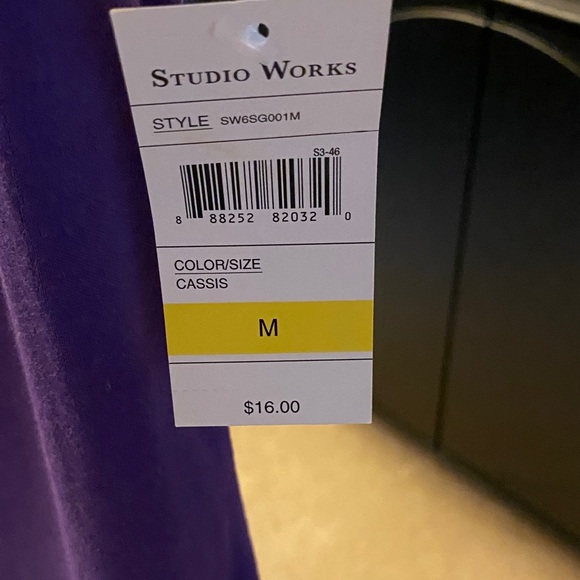 STUDIO WORKS
STYLE SW6SG001M
S3-46
8 88252 82032 0
COLOR/SIZE
CASSIS
M
$16.00